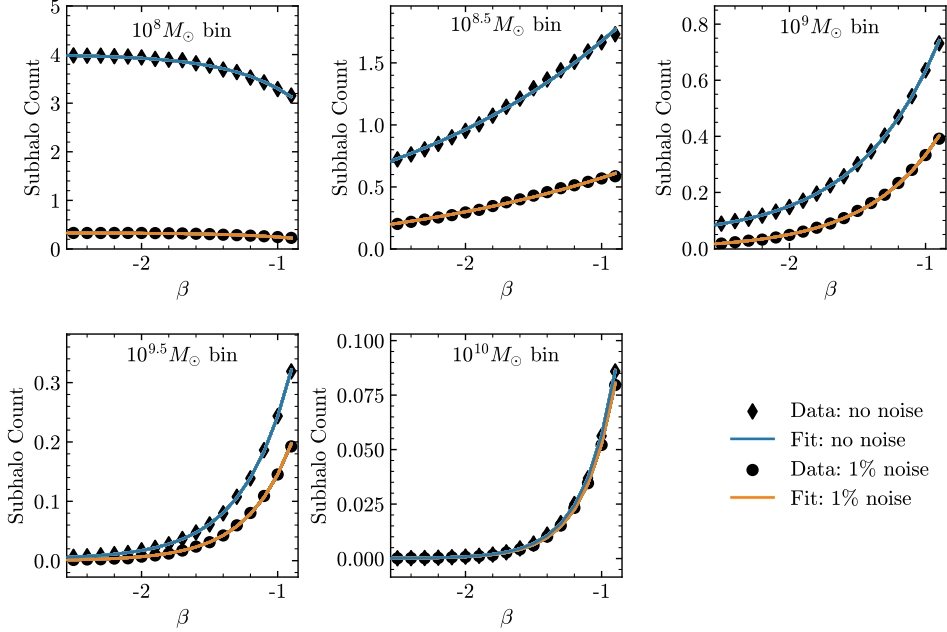 10^8 M_⊙ bin
Subhalo Count
5
4
3
2
1
0
-2
-1
β
10^8.5 M_⊙ bin
Subhalo Count
1.5
1.0
0.5
0.0
-2
-1
β
10^9 M_⊙ bin
Subhalo Count
0.8
0.6
0.4
0.2
0.0
-2
-1
β
10^9.5 M_⊙ bin
Subhalo Count
0.3
0.2
0.1
0.0
-2
-1
β
10^10 M_⊙ bin
Subhalo Count
0.100
0.075
0.050
0.025
0.000
-2
-1
β
Data: no noise
Fit: no noise
Data: 1% noise
Fit: 1% noise